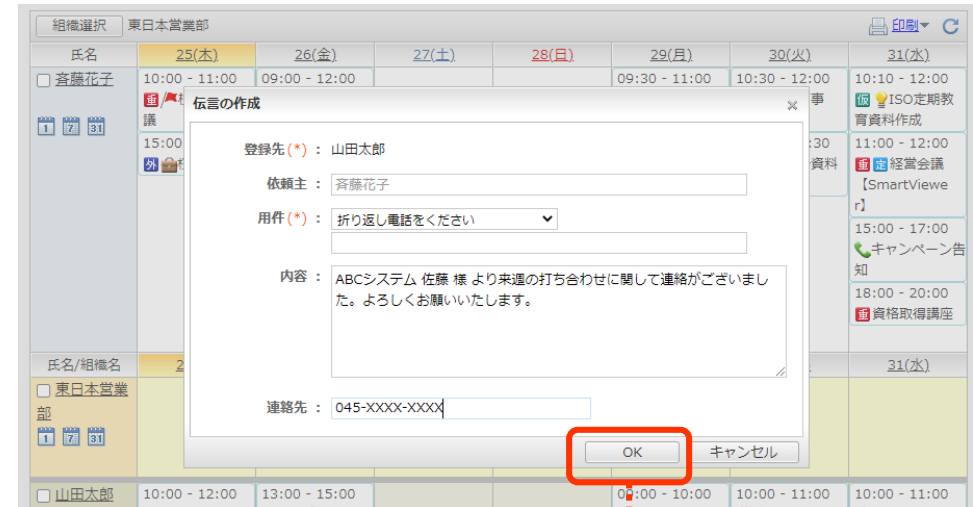 組織選択 東日本営業部 印刷▼
氏名 25(木) 26(金) 27(土) 28(日) 29(月) 30(火) 31(水)
斉藤花子 10:00 - 11:00 09:00 - 12:00 09:30 - 11:00 10:30 - 12:00 10:10 - 12:00
重 事 仮 ISO定期教
議 育資料作成
1 7 31
15:00 :30 11:00 - 12:00
外 資料 重 定 経営会議
【SmartViewe
r】
15:00 - 17:00
キャンペーン告
知
18:00 - 20:00
重 資格取得講座
伝言の作成 ×
登録先(*) : 山田太郎
依頼主 : 斉藤花子
用件(*) : 折り返し電話をください
内容 : ABCシステム 佐藤 様 より来週の打ち合わせに関して連絡がございまし
た。よろしくお願いいたします。
連絡先 : 045-XXXX-XXXX
OK キャンセル
氏名/組織名 2 31(水)
東日本営業
部
1 7 31
山田太郎 10:00 - 12:00 13:00 - 15:00 09:00 - 10:00 10:00 - 11:00 10:00 - 11:00